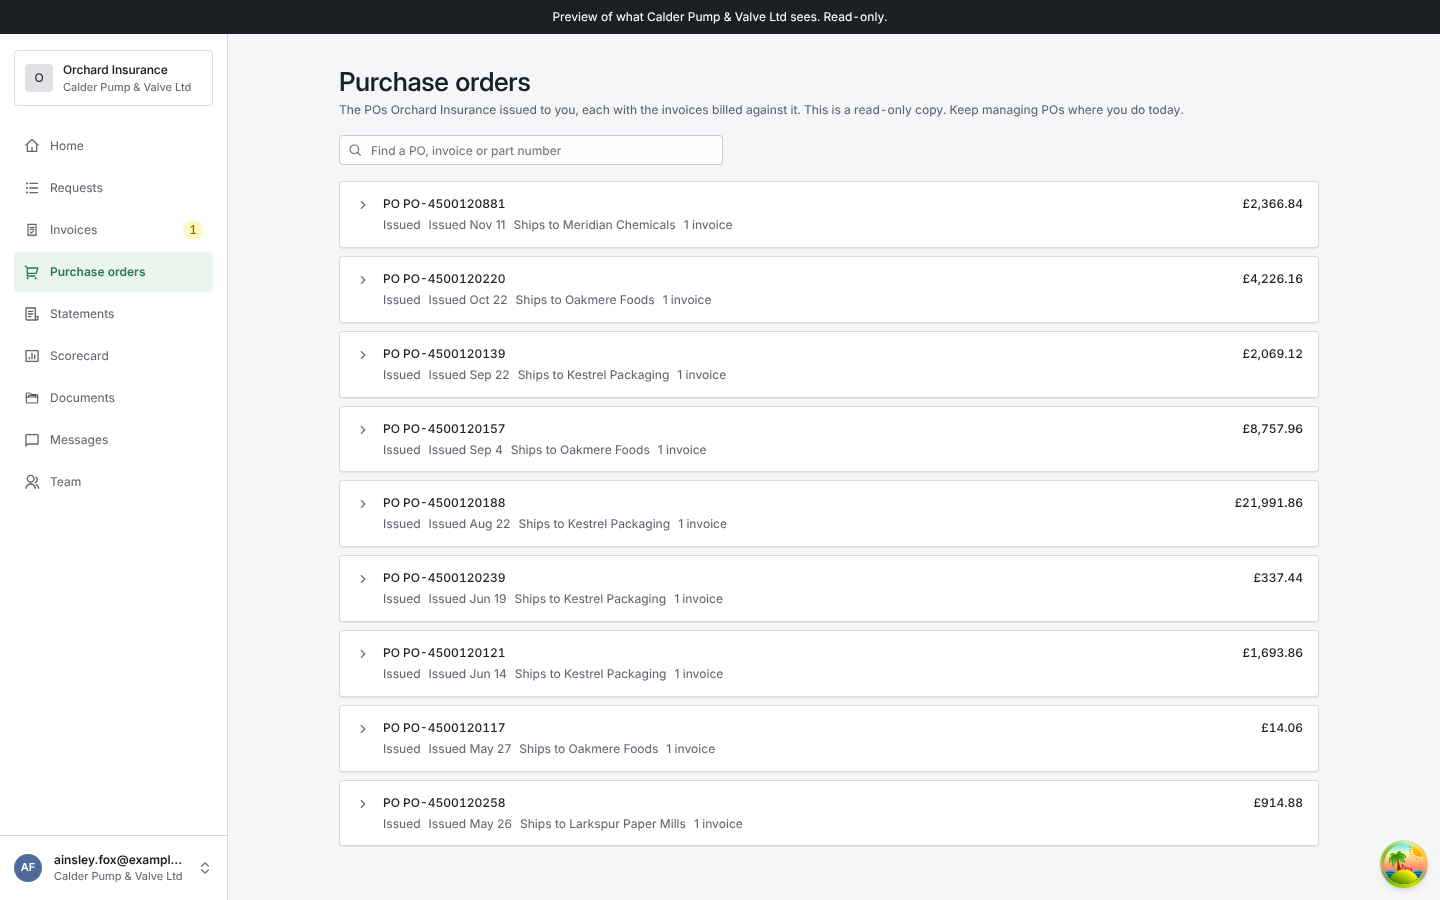 Preview of what Calder Pump & Valve Ltd sees. Read-only.
O
Orchard Insurance
Calder Pump & Valve Ltd
Home
Requests
Invoices 1
Purchase orders
Statements
Scorecard
Documents
Messages
Team
AF
ainsley.fox@exampl...
Calder Pump & Valve Ltd
Purchase orders
The POs Orchard Insurance issued to you, each with the invoices billed against it. This is a read-only copy. Keep managing POs where you do today.
Find a PO, invoice or part number
PO PO-4500120881 £2,366.84
Issued Issued Nov 11 Ships to Meridian Chemicals 1 invoice
PO PO-4500120220 £4,226.16
Issued Issued Oct 22 Ships to Oakmere Foods 1 invoice
PO PO-4500120139 £2,069.12
Issued Issued Sep 22 Ships to Kestrel Packaging 1 invoice
PO PO-4500120157 £8,757.96
Issued Issued Sep 4 Ships to Oakmere Foods 1 invoice
PO PO-4500120188 £21,991.86
Issued Issued Aug 22 Ships to Kestrel Packaging 1 invoice
PO PO-4500120239 £337.44
Issued Issued Jun 19 Ships to Kestrel Packaging 1 invoice
PO PO-4500120121 £1,693.86
Issued Issued Jun 14 Ships to Kestrel Packaging 1 invoice
PO PO-4500120117 £14.06
Issued Issued May 27 Ships to Oakmere Foods 1 invoice
PO PO-4500120258 £914.88
Issued Issued May 26 Ships to Larkspur Paper Mills 1 invoice